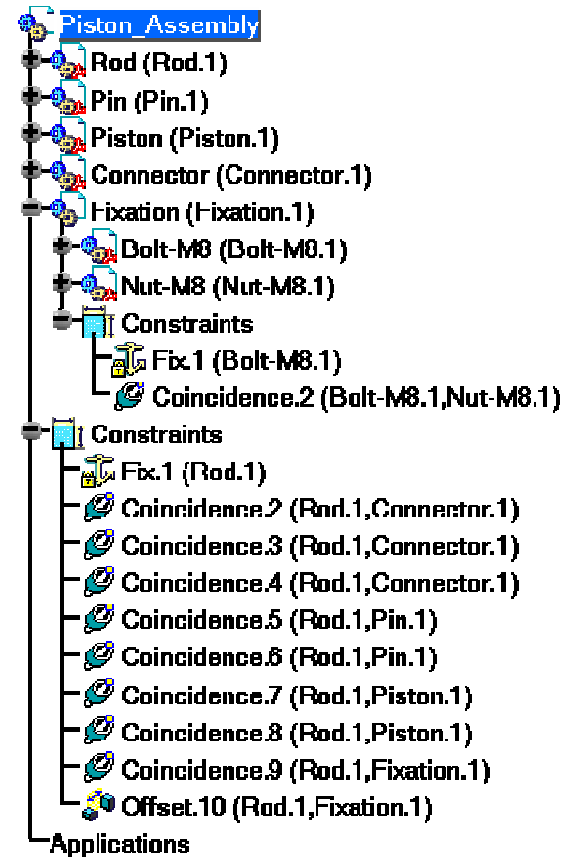 Piston_Assembly
Rod (Rod.1)
Pin (Pin.1)
Piston (Piston.1)
Connector (Connector.1)
Fixation (Fixation.1)
Bolt-M8 (Bolt-M8.1)
Nut-M8 (Nut-M8.1)
Constraints
Fix.1 (Bolt-M8.1)
Coincidence.2 (Bolt-M8.1,Nut-M8.1)
Constraints
Fix.1 (Rod.1)
Coincidence.2 (Rod.1,Connector.1)
Coincidence.3 (Rod.1,Connector.1)
Coincidence.4 (Rod.1,Connector.1)
Coincidence.5 (Rod.1,Pin.1)
Coincidence.6 (Rod.1,Pin.1)
Coincidence.7 (Rod.1,Piston.1)
Coincidence.8 (Rod.1,Piston.1)
Coincidence.9 (Rod.1,Fixation.1)
Offset.10 (Rod.1,Fixation.1)
Applications